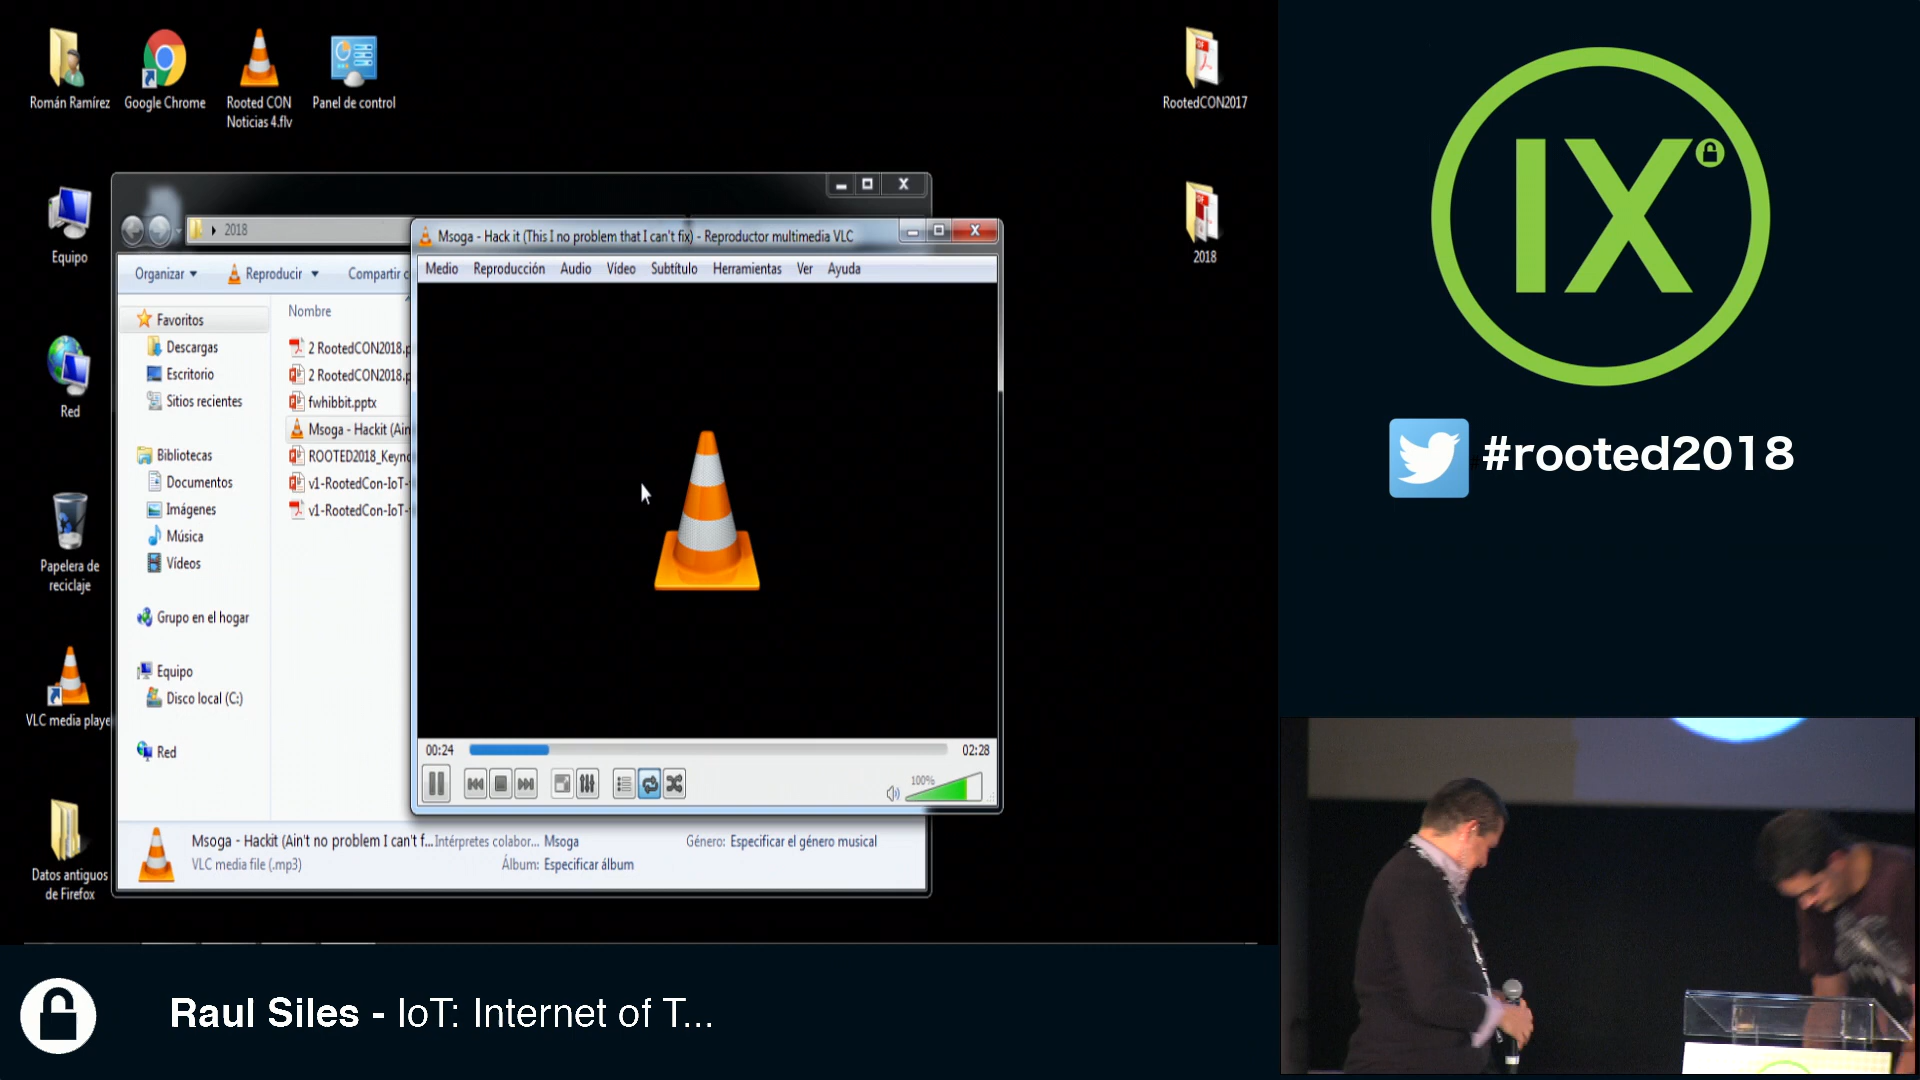 Román Ramírez
Google Chrome
Rooted CON
Noticias 4.flv
Panel de control
RootedCON2017
2018
Equipo
Red
Papelera de
reciclaje
VLC media playe
Datos antiguos
de Firefox
2018
Organizar
Reproducir
Compartir c
Nombre
Favoritos
Descargas
Escritorio
Sitios recientes
Bibliotecas
Documentos
Imágenes
Música
Vídeos
Grupo en el hogar
Equipo
Disco local (C:)
Red
2 RootedCON2018.p
2 RootedCON2018.p
fwhibbit.pptx
Msoga - Hackit (Ain
ROOTED2018_Keyno
v1-RootedCon-IoT-
v1-RootedCon-IoT-
Msoga - Hack it (This I no problem that I can't fix) - Reproductor multimedia VLC
Medio Reproducción Audio Vídeo Subtítulo Herramientas Ver Ayuda
00:24
02:28
100%
Msoga - Hackit (Ain't no problem I can't f... Intérpretes colabor... Msoga Género: Especificar el género musical
VLC media file (.mp3) Álbum: Especificar álbum
IX
#rooted2018
Raul Siles - IoT: Internet of T...